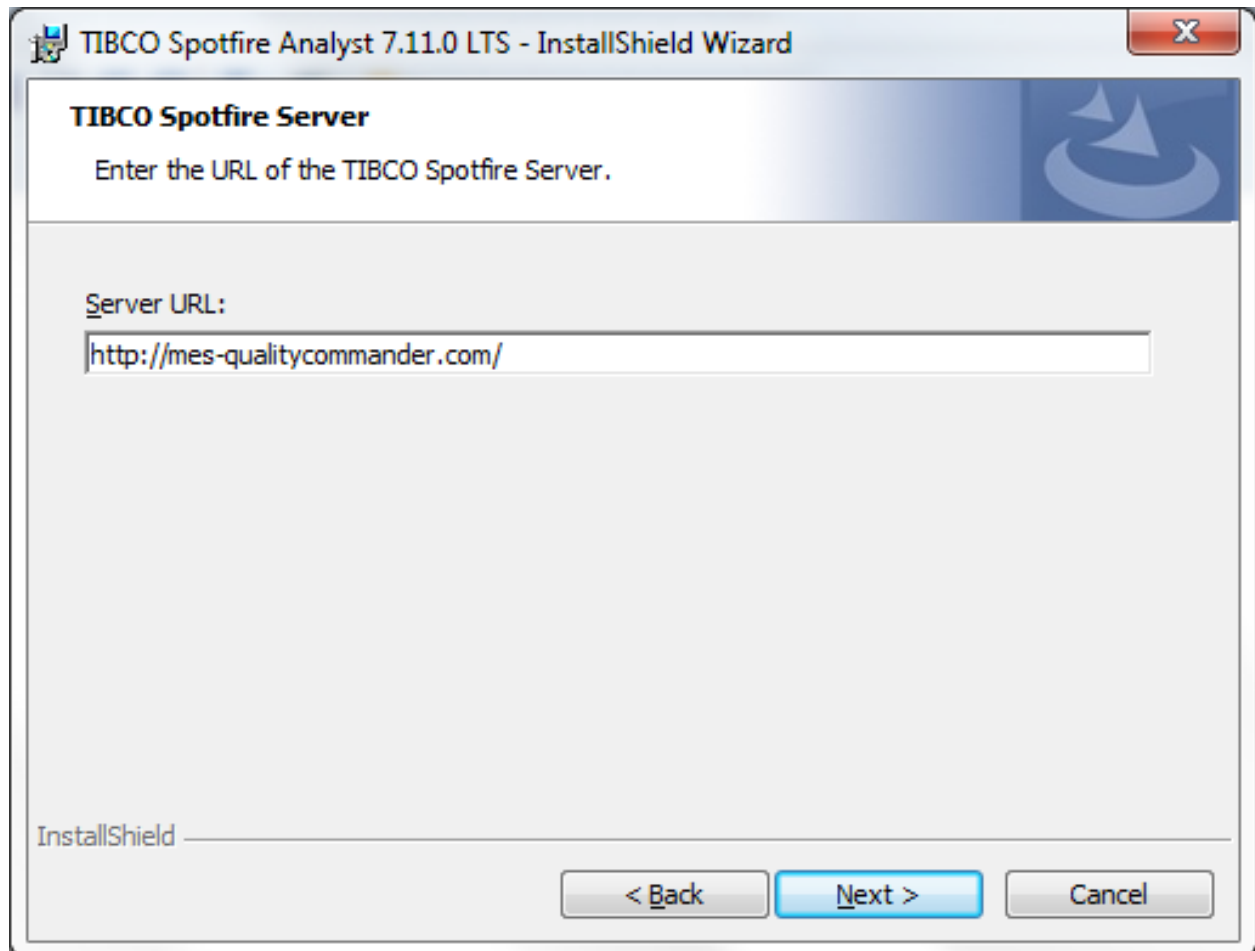 TIBCO Spotfire Analyst 7.11.0 LTS - InstallShield Wizard
TIBCO Spotfire Server
Enter the URL of the TIBCO Spotfire Server.
Server URL:
http://mes-qualitycommander.com/
InstallShield
< Back Next > Cancel